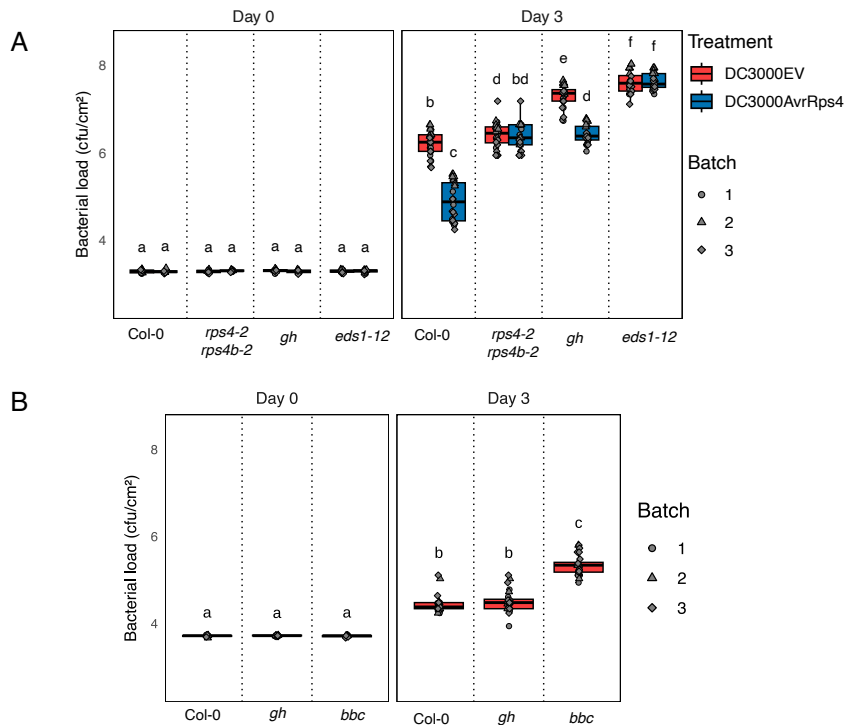 A
Day 0
Day 3
Bacterial load (cfu/cm²)
8
6
4
a a a a a a a a
b c d bd e d f f
Col-0
rps4-2
rps4b-2
gh
eds1-12
Col-0
rps4-2
rps4b-2
gh
eds1-12
Treatment
DC3000EV
DC3000AvrRps4
Batch
1
2
3
B
Day 0
Day 3
Bacterial load (cfu/cm²)
8
6
4
a a a
b b c
Col-0 gh bbc
Col-0 gh bbc
Batch
1
2
3